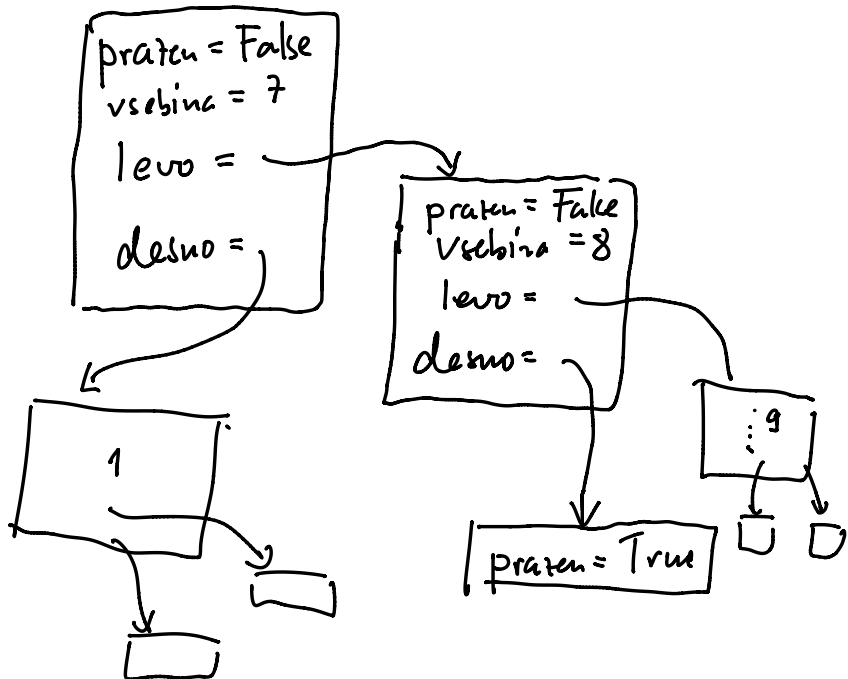 prazen = False
vsebina = 7
levo =
desno =
prazen = False
vsebina = 8
levo =
desno =
1
9
prazen = True